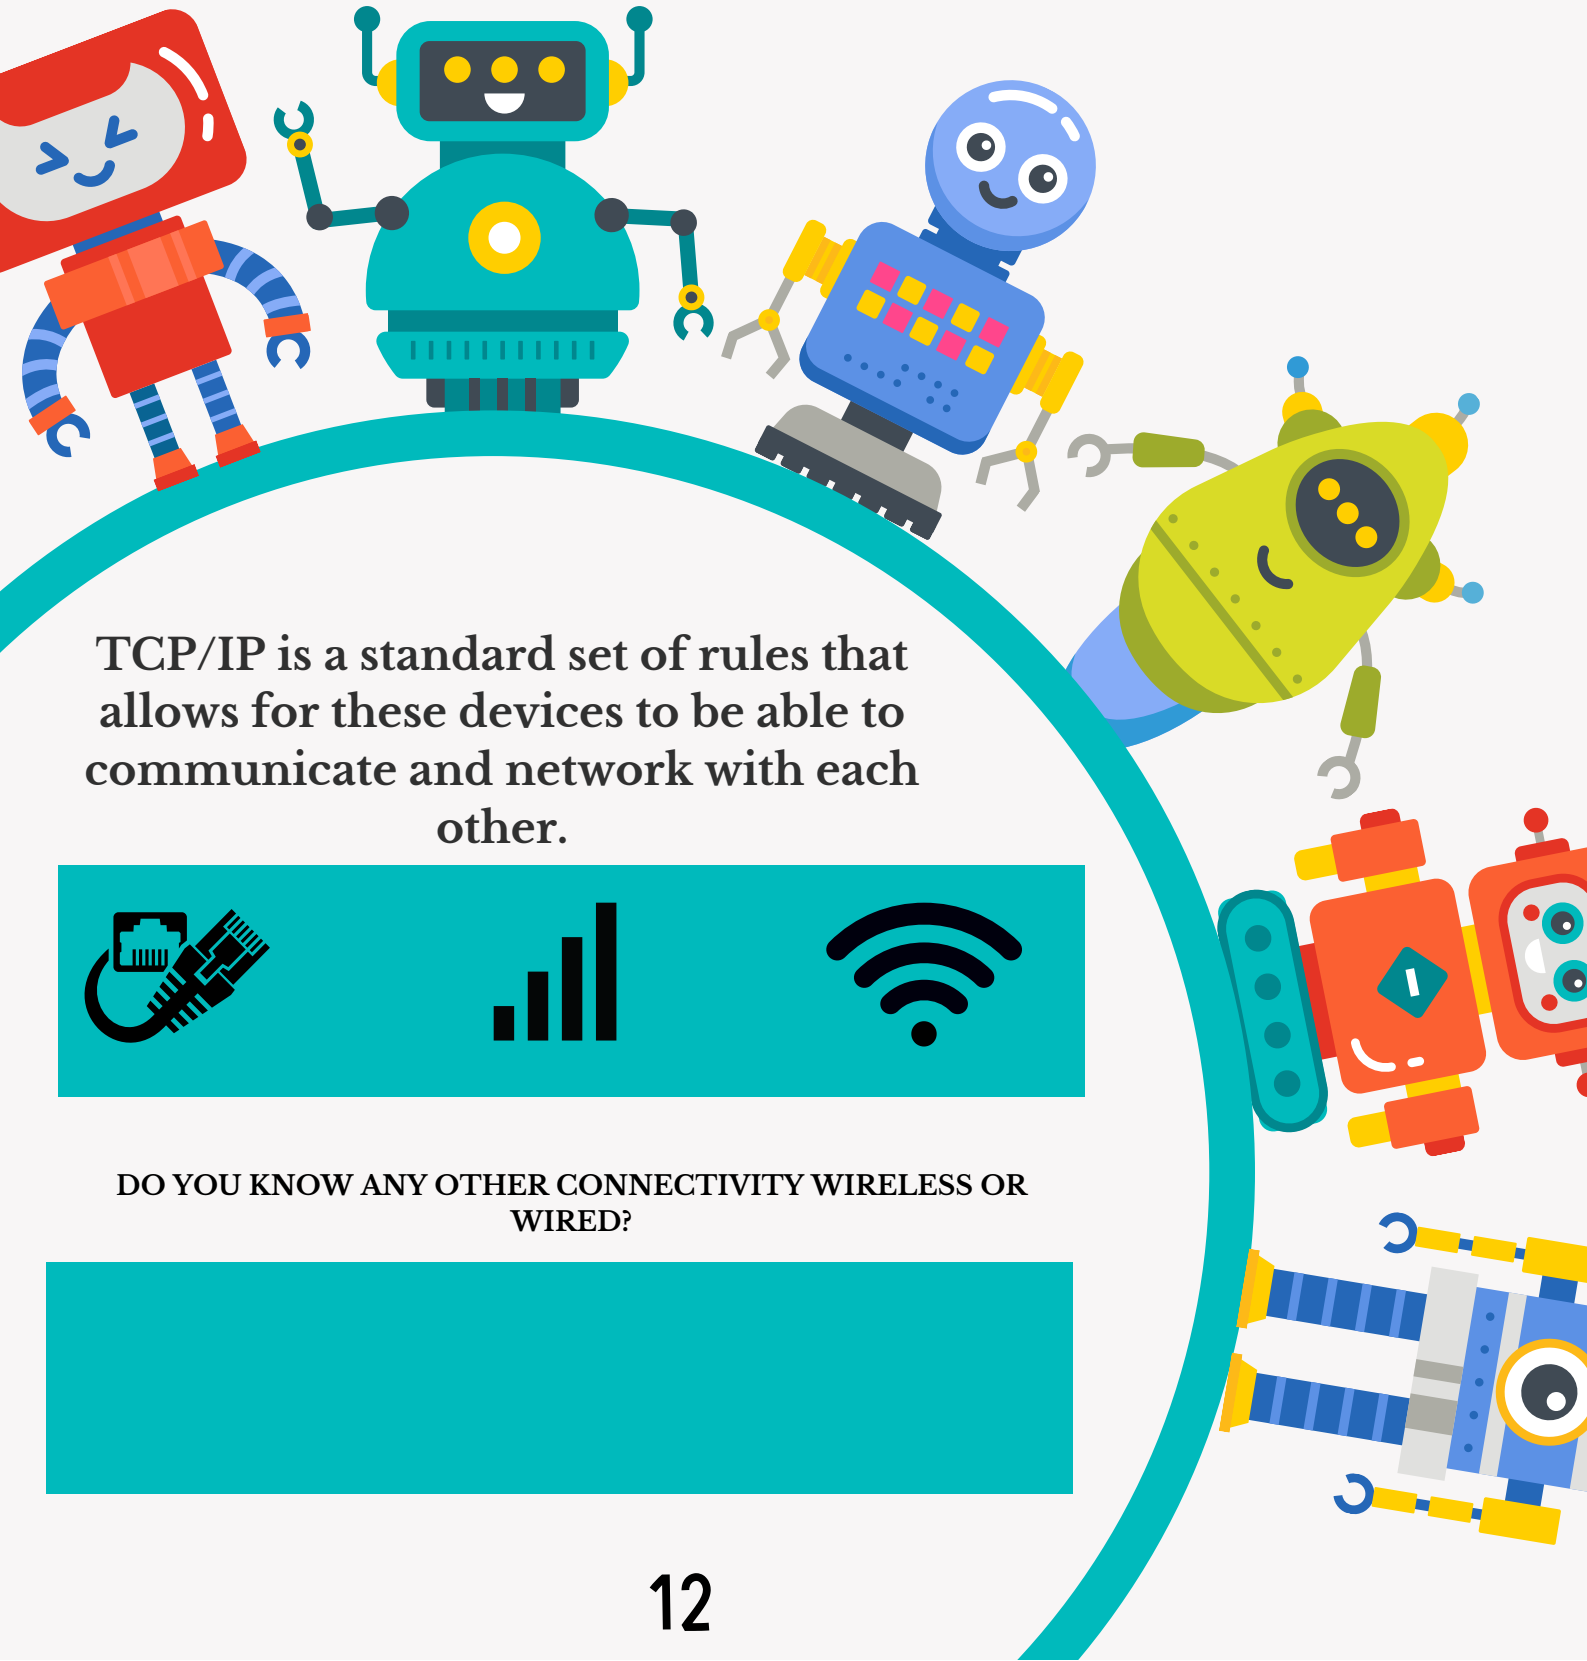 TCP/IP is a standard set of rules that
allows for these devices to be able to
communicate and network with each
other.
DO YOU KNOW ANY OTHER CONNECTIVITY WIRELESS OR
WIRED?
12